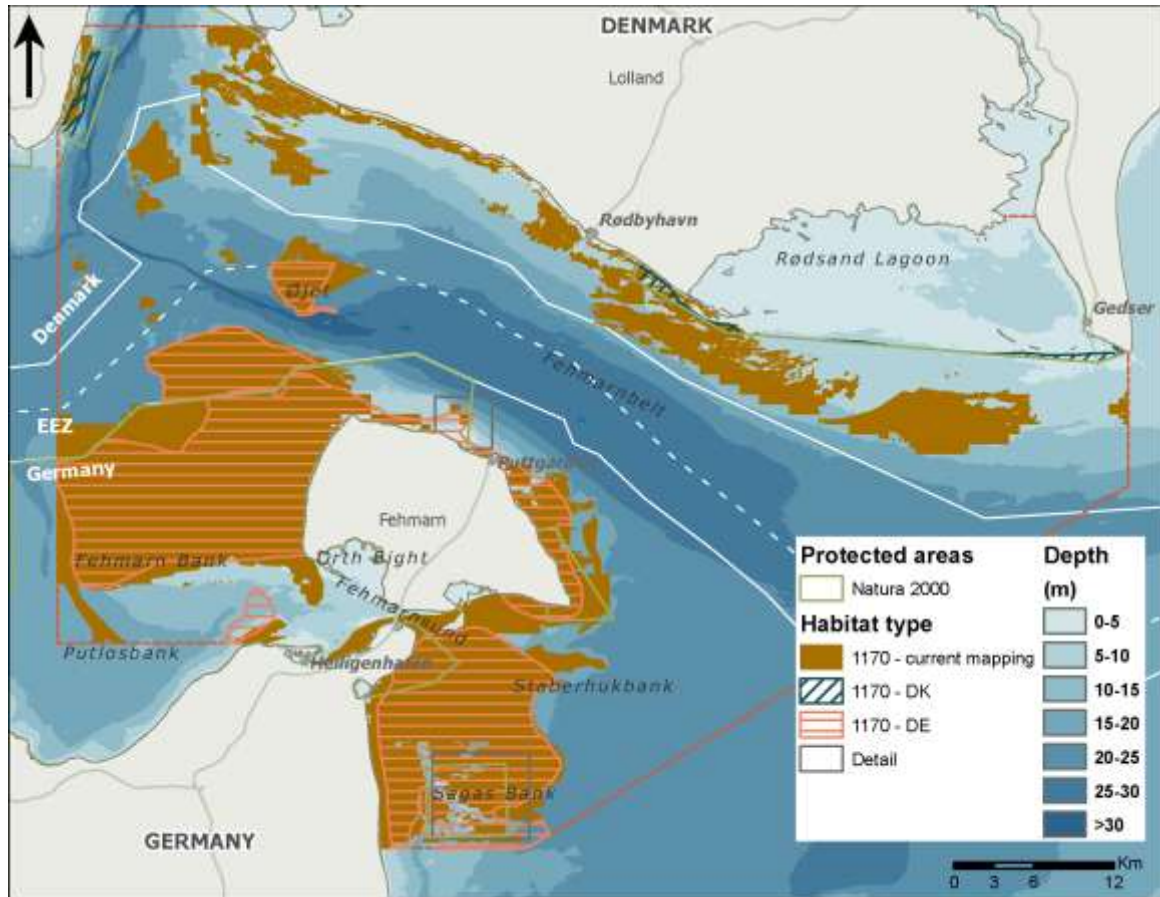 DENMARK
Lolland
Rødbyhavn
Rødsand Lagoon
Gedser
Denmark
Öjet
Fehmarnbelt
EEZ
Germany
Puttgarden
Fehmarn
Fehmarn Bank
Orth Bight
Fehmarnsund
Putlosbank
Heiligenhafen
Staberhukbank
Sagas Bank
GERMANY
Protected areas
Natura 2000
Habitat type
1170 - current mapping
1170 - DK
1170 - DE
Detail
Depth
(m)
0-5
5-10
10-15
15-20
20-25
25-30
>30
Km
0 3 6 12